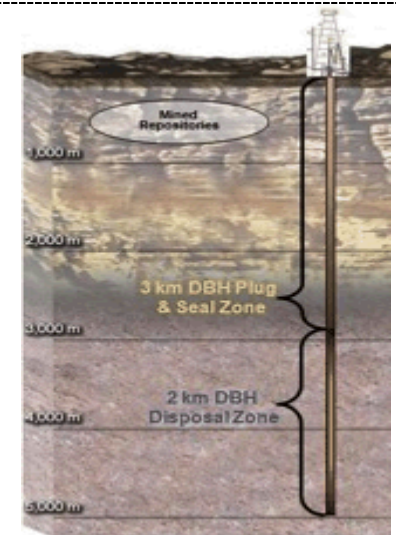 Mined
Repositories
1,000 m
2,000 m
3 km DBH Plug
& Seal Zone
3,000 m
2 km DBH
Disposal Zone
4,000 m
5,000 m